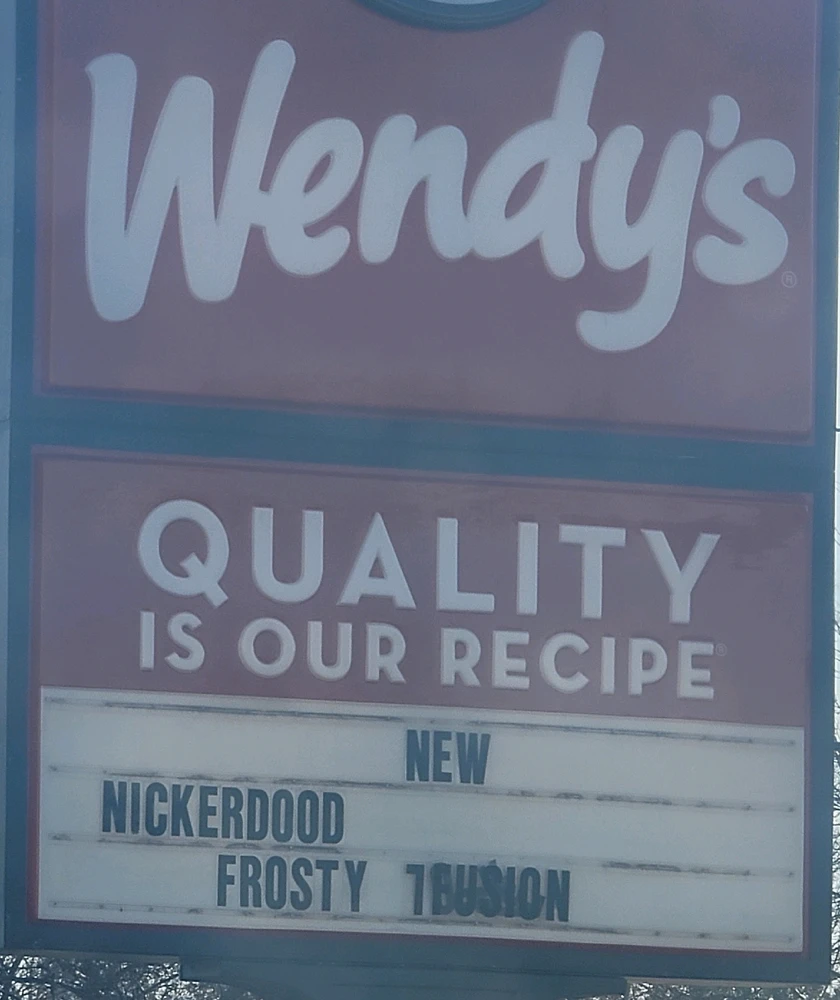 Wendy's®
QUALITY
IS OUR RECIPE®
NEW
NICKERDOOD
FROSTY